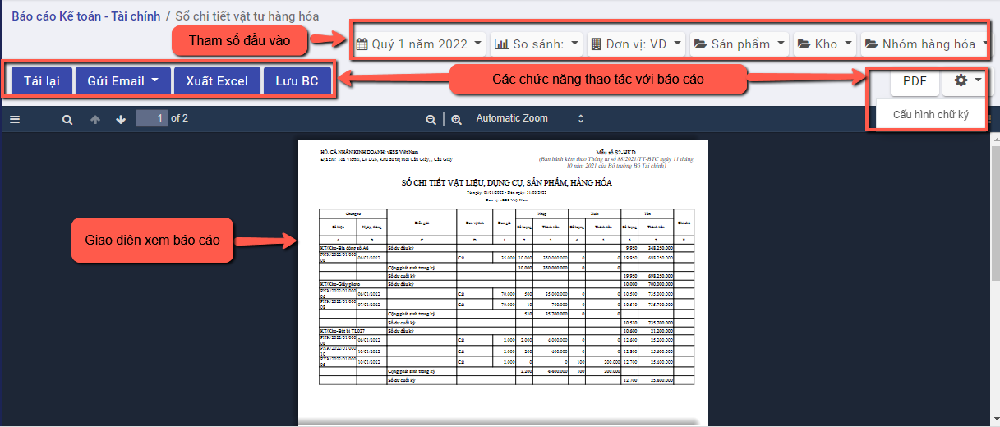 Báo cáo Kế toán - Tài chính / Sổ chi tiết vật tư hàng hóa
Tham số đầu vào
Quý 1 năm 2022 So sánh: Đơn vị: VD Sản phẩm Kho Nhóm hàng hóa
Tải lại Gửi Email Xuất Excel Lưu BC
Các chức năng thao tác với báo cáo
PDF
Cấu hình chữ ký
1 of 2 Automatic Zoom
HỘ, CÁ NHÂN KINH DOANH: vESS Việt Nam
Địa chỉ: Tòa Viettel, Lô D26, Khu đô thị mới Cầu Giấy, , Cầu Giấy
Mẫu số S2-HKD
(Ban hành kèm theo Thông tư số 88/2021/TT-BTC ngày 11 tháng
10 năm 2021 của Bộ trưởng Bộ Tài chính)
SỔ CHI TIẾT VẬT LIỆU, DỤNG CỤ, SẢN PHẨM, HÀNG HÓA
Từ ngày: 01/01/2022 - Đến ngày: 31/03/2022
Đơn vị: vESS Việt Nam
Giao diện xem báo cáo
Chứng từ Diễn giải Đơn vị tính Đơn giá Nhập Xuất Tồn Ghi chú
Số hiệu Ngày, tháng Số lượng Thành tiền Số lượng Thành tiền Số lượng Thành tiền
A B C D 1 2 3 4 5 6 7 8
KT/Kho-Bìa đóng sổ A4 Số dư đầu kỳ 9.950 348.250.000
PNK/2022/01/000
06 06/01/2022 Cái 35.000 10.000 350.000.000 0 0 19.950 698.250.000
Cộng phát sinh trong kỳ 10.000 350.000.000 0 0
Số dư cuối kỳ 19.950 698.250.000
KT/Kho-Giấy photo Số dư đầu kỳ 10.000 700.000.000
PNK/2022/01/000
06 06/01/2022 Cái 70.000 500 35.000.000 0 0 10.500 735.000.000
PNK/2022/01/000
08 07/01/2022 Cái 70.000 10 700.000 0 0 10.510 735.700.000
Cộng phát sinh trong kỳ 510 35.700.000 0 0
Số dư cuối kỳ 10.510 735.700.000
KT/Kho-Bút bi TL027 Số dư đầu kỳ 10.600 21.200.000
PNK/2022/01/000
06 06/01/2022 Cái 2.000 2.000 4.000.000 0 0 12.600 25.200.000
PNK/2022/01/000
10 10/01/2022 Cái 2.000 200 400.000 0 0 12.800 25.600.000
PXK/2022/01/000
05 10/01/2022 Cái 2.000 0 0 100 200.000 12.700 25.400.000
Cộng phát sinh trong kỳ 2.200 4.400.000 100 200.000
Số dư cuối kỳ 12.700 25.400.000